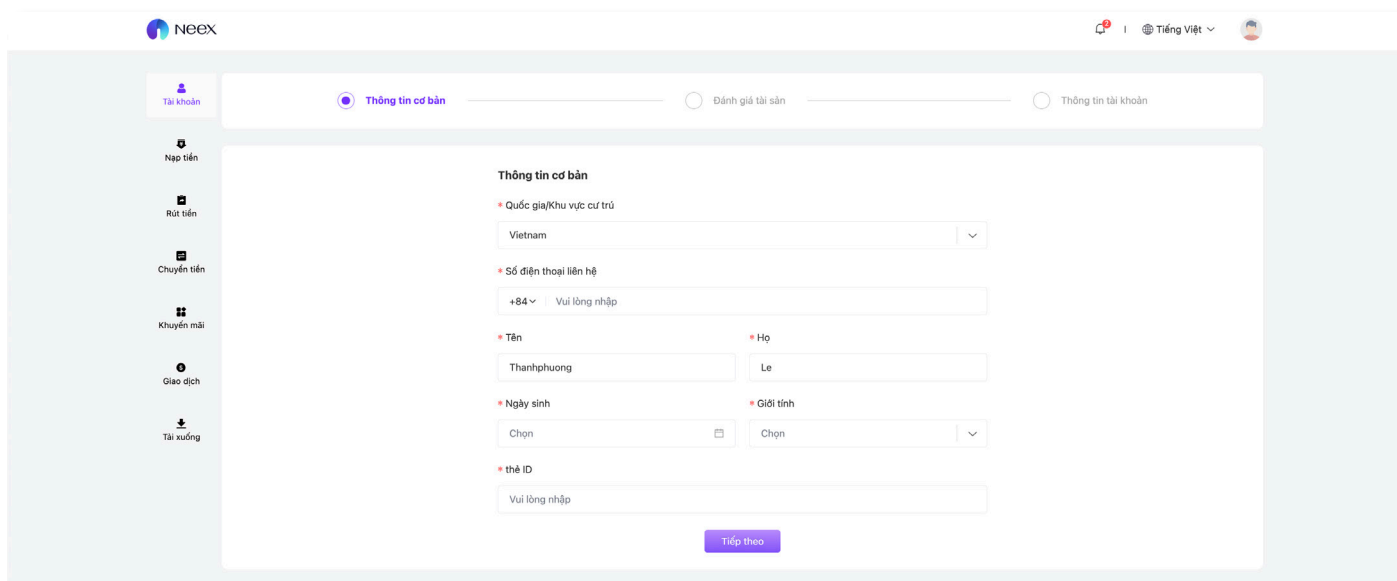 Neex
2
Tiếng Việt
Tài khoản
Nạp tiền
Rút tiền
Chuyển tiền
Khuyến mãi
Giao dịch
Tải xuống
Thông tin cơ bản
Đánh giá tài sản
Thông tin tài khoản
Thông tin cơ bản
* Quốc gia/Khu vực cư trú
Vietnam
* Số điện thoại liên hệ
+84 Vui lòng nhập
* Tên * Họ
Thanhphuong Le
* Ngày sinh * Giới tính
Chọn Chọn
* thẻ ID
Vui lòng nhập
Tiếp theo